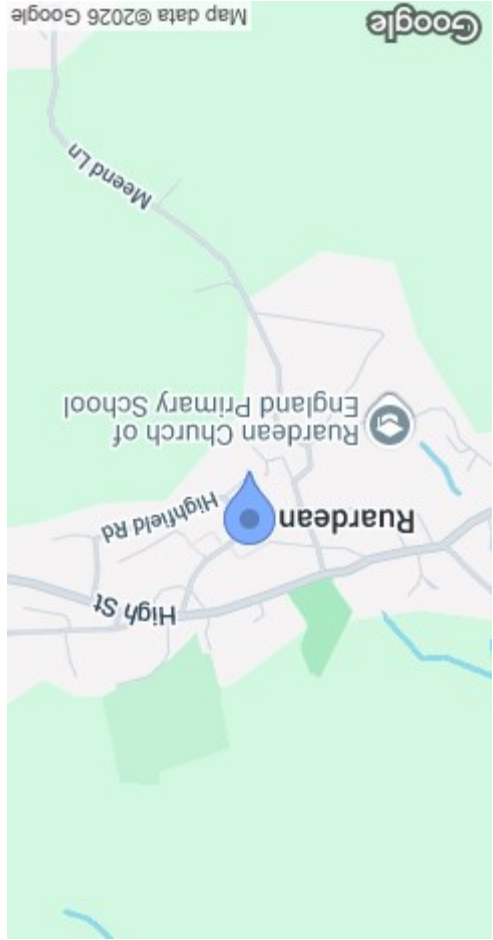 High St
Highfield Rd
Ruardean
Ruardean Church of
England Primary School
Meend Ln
Google
Map data ©2026 Google